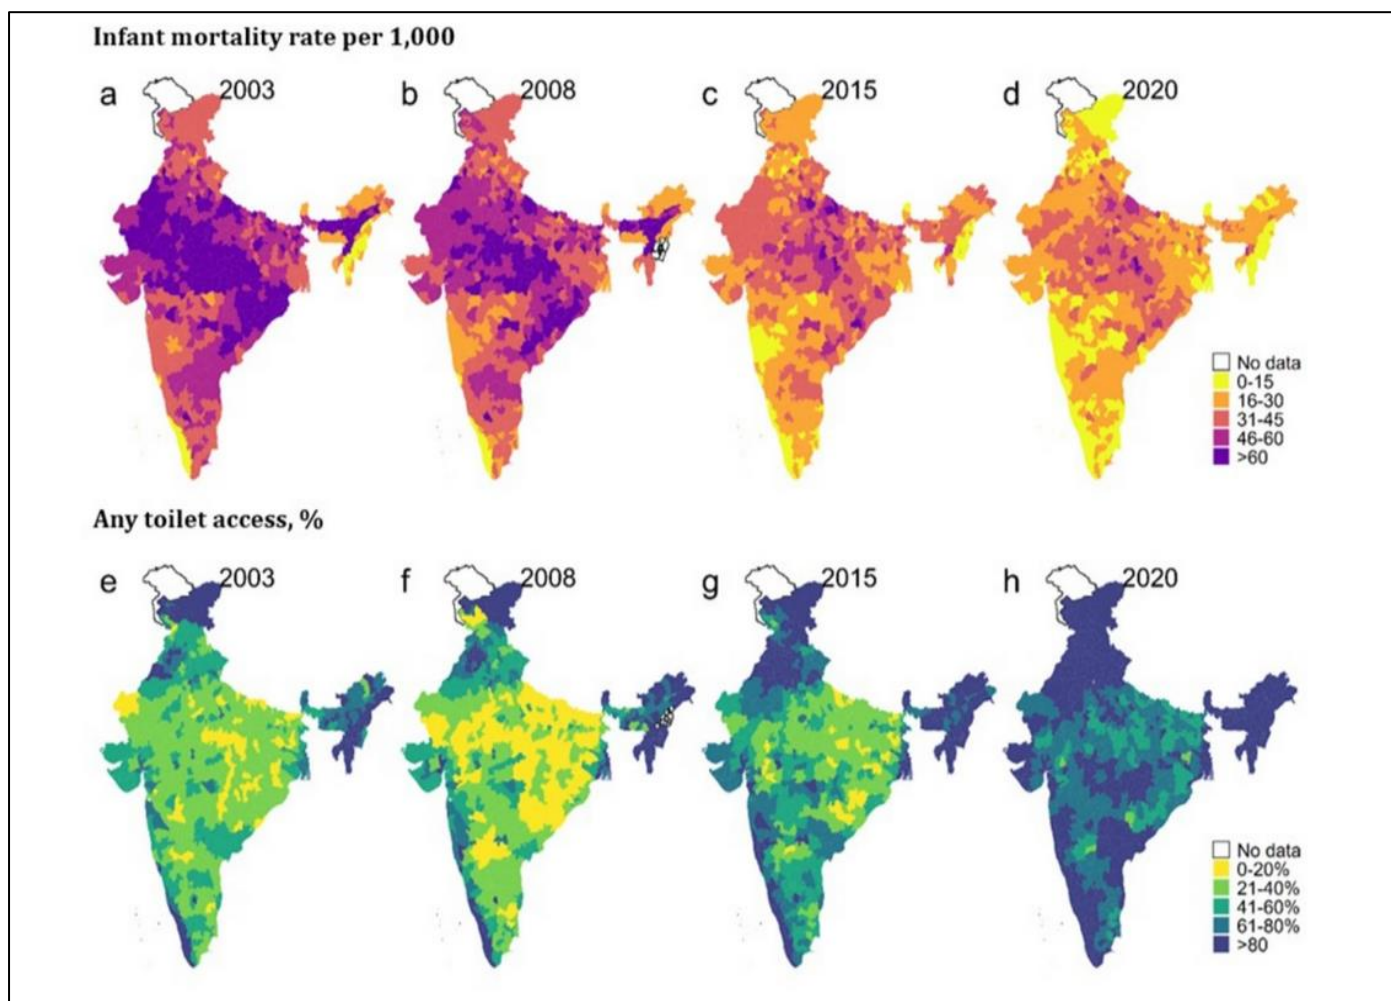 Infant mortality rate per 1,000
a 2003
b 2008
c 2015
d 2020
No data
0-15
16-30
31-45
46-60
>60
Any toilet access, %
e 2003
f 2008
g 2015
h 2020
No data
0-20%
21-40%
41-60%
61-80%
>80